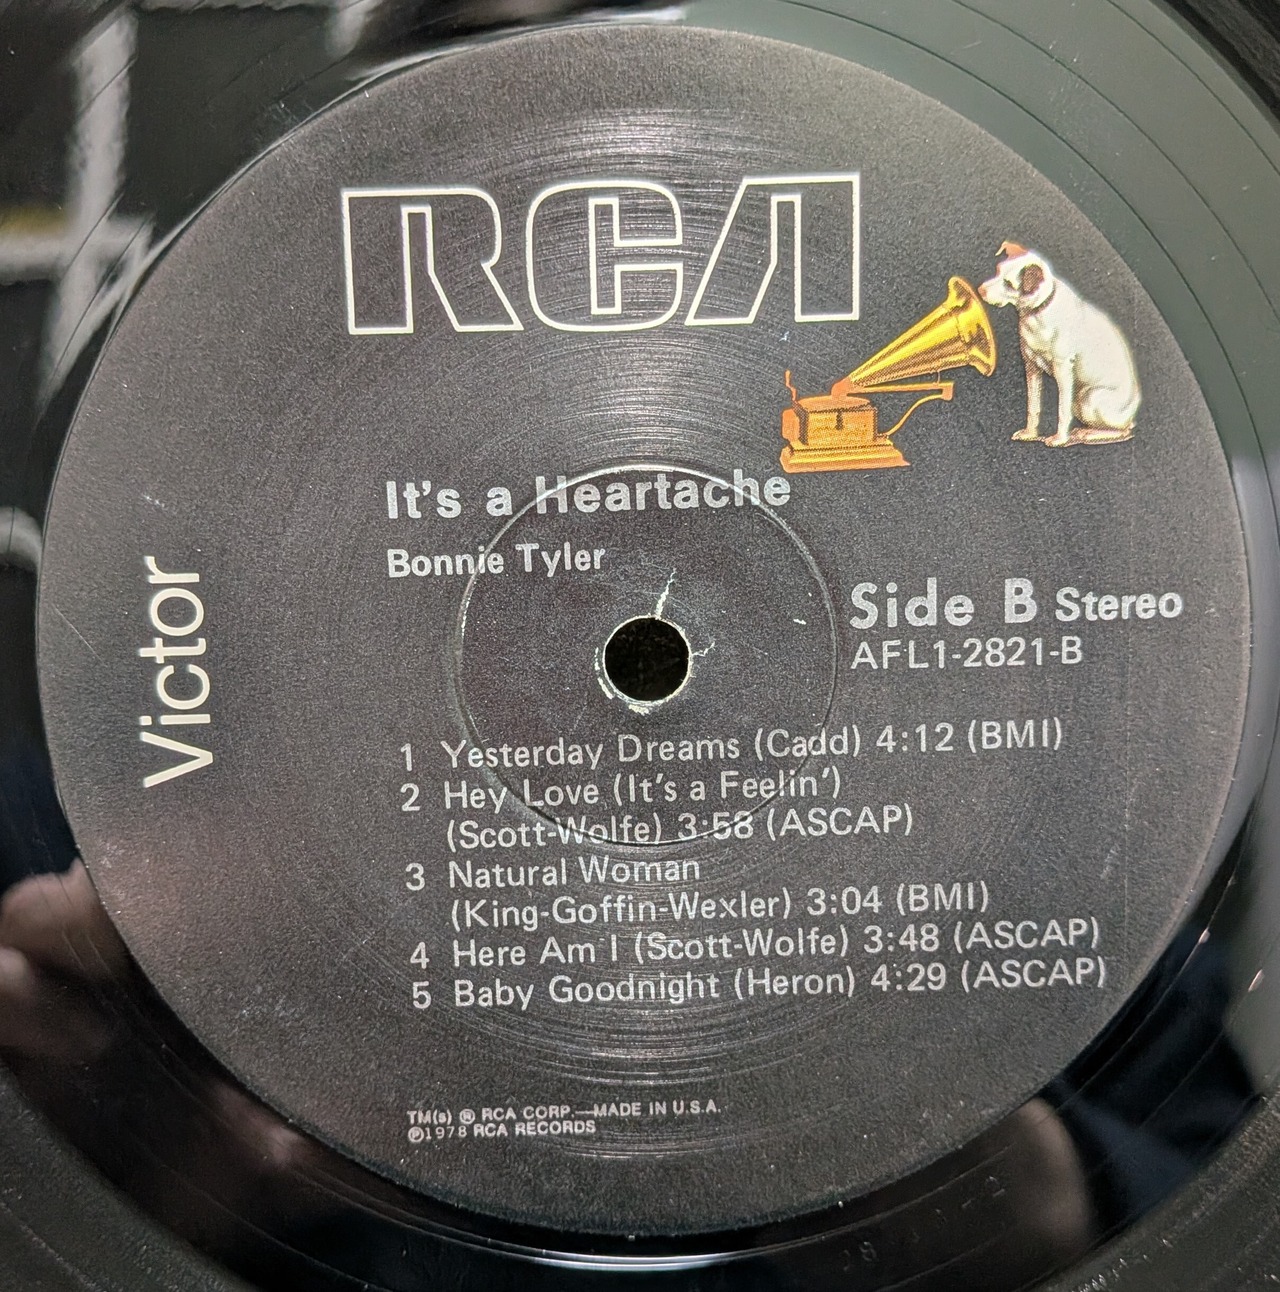 RCA
It's a Heartache
Bonnie Tyler
Victor
Side B Stereo
AFL1-2821-B
1 Yesterday Dreams (Cadd) 4:12 (BMI)
2 Hey Love (It's a Feelin')
(Scott-Wolfe) 3:58 (ASCAP)
3 Natural Woman
(King-Goffin-Wexler) 3:04 (BMI)
4 Here Am I (Scott-Wolfe) 3:48 (ASCAP)
5 Baby Goodnight (Heron) 4:29 (ASCAP)
TM(s) ® RCA CORP.—MADE IN U.S.A.
℗1978 RCA RECORDS